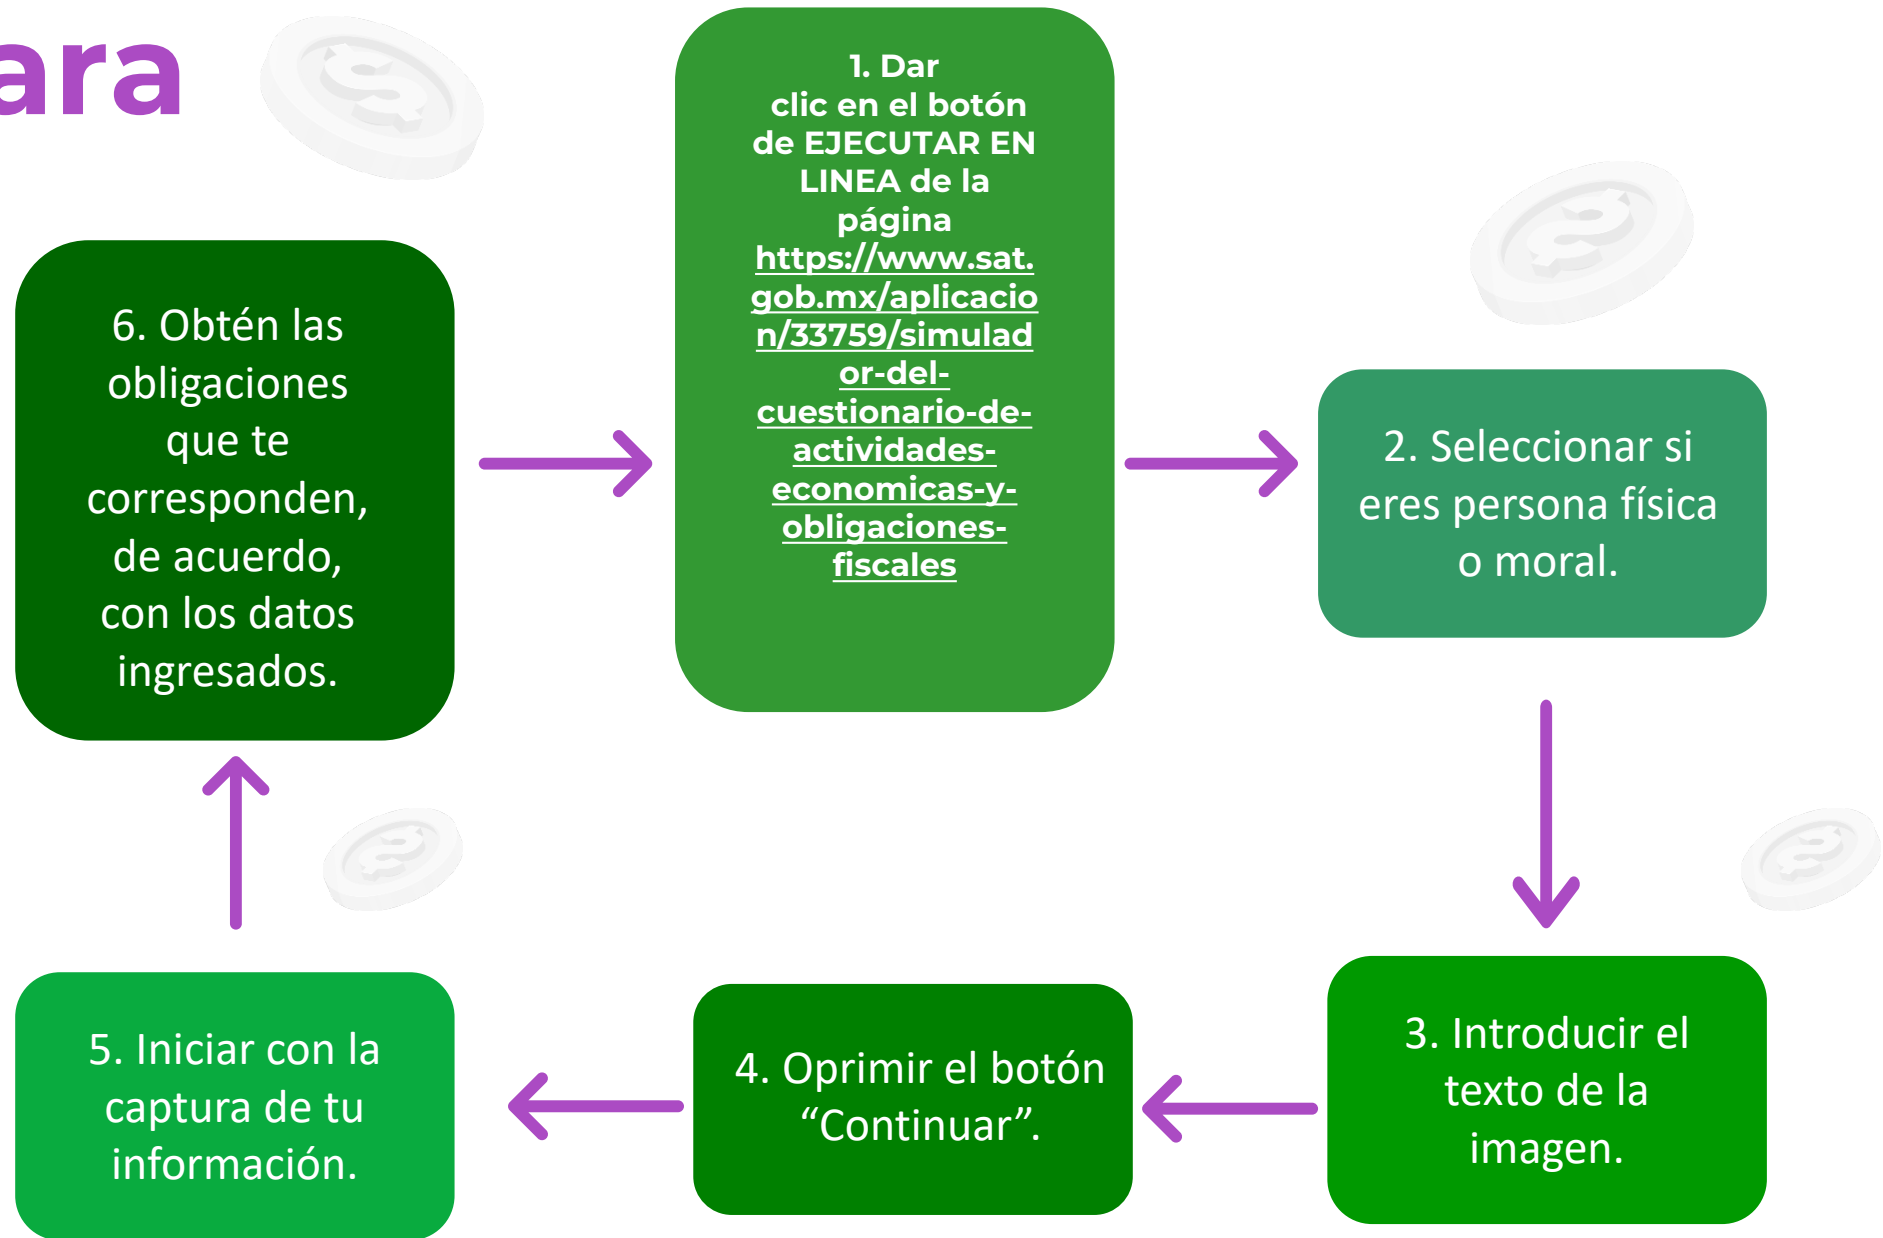 ara
1. Dar
clic en el botón
de EJECUTAR EN
LINEA de la
página
https://www.sat.
gob.mx/aplicacio
n/33759/simulad
or-del-
cuestionario-de-
actividades-
economicas-y-
obligaciones-
fiscales
2. Seleccionar si
eres persona física
o moral.
3. Introducir el
texto de la
imagen.
4. Oprimir el botón
“Continuar”.
5. Iniciar con la
captura de tu
información.
6. Obtén las
obligaciones
que te
corresponden,
de acuerdo,
con los datos
ingresados.